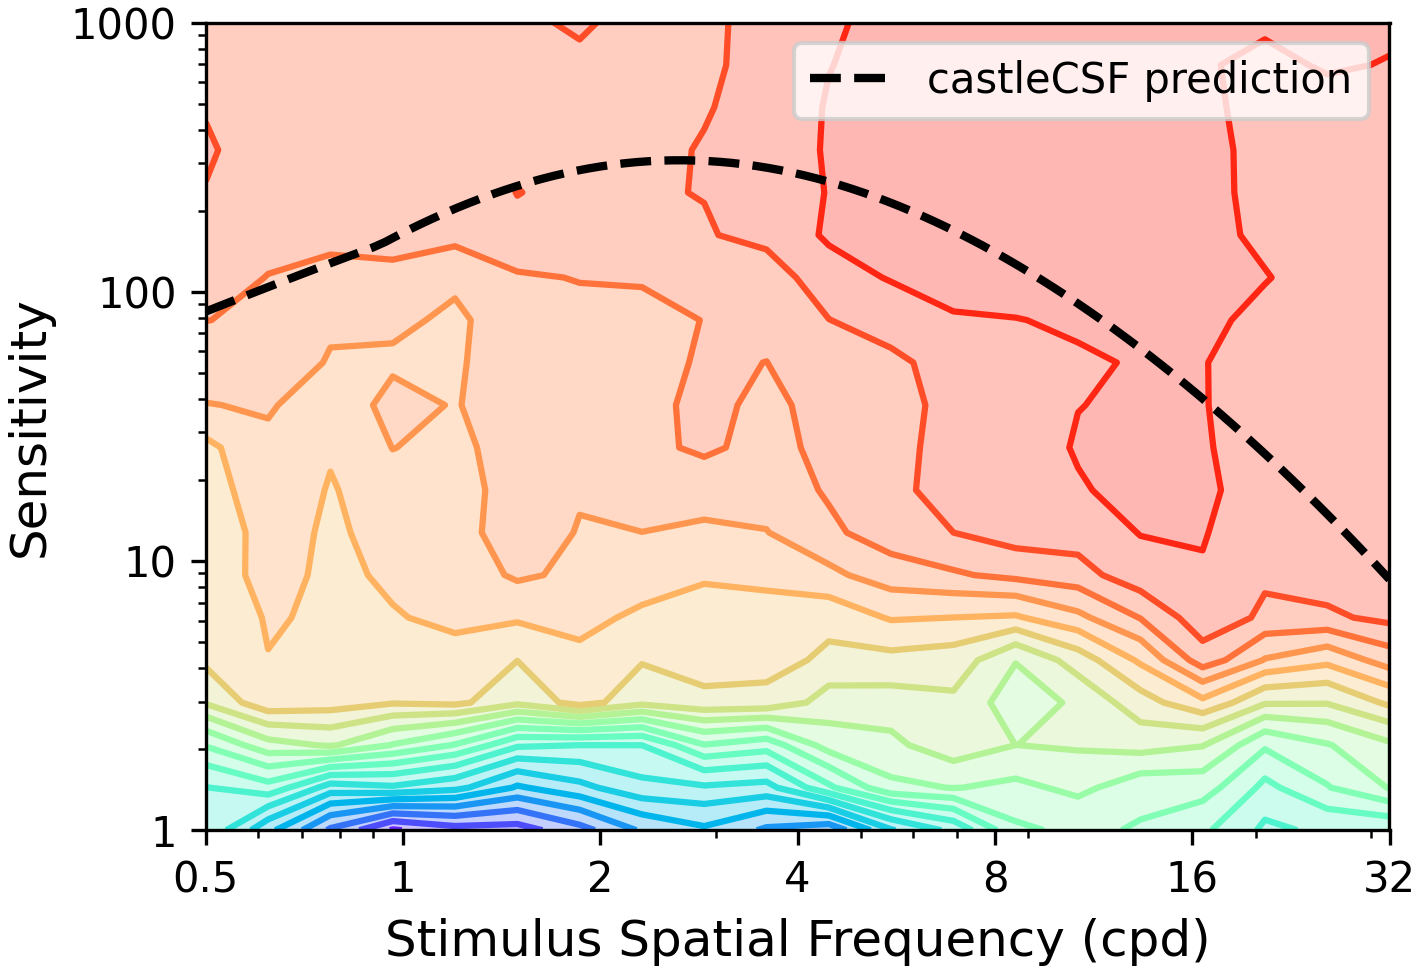 1000
castleCSF prediction
100
Sensitivity
10
1
0.5 1 2 4 8 16 32
Stimulus Spatial Frequency (cpd)